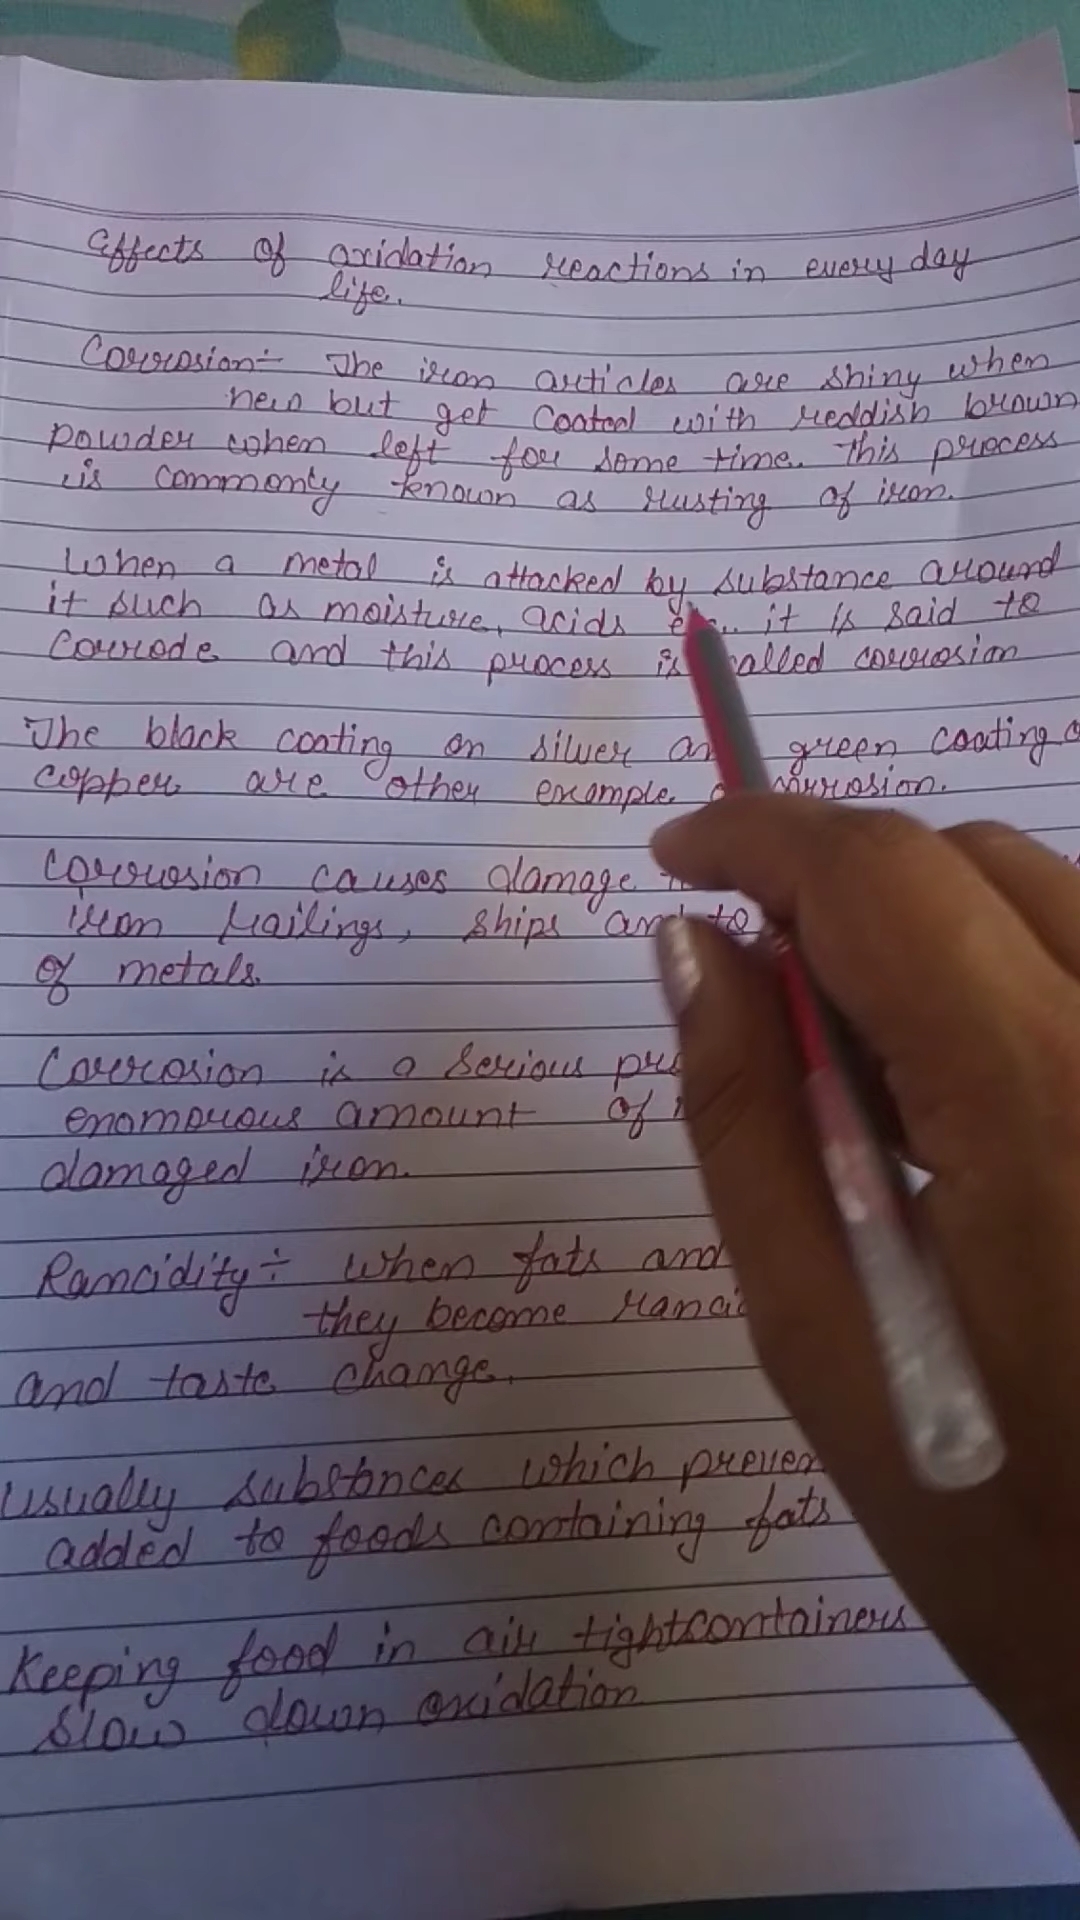 Effects of oxidation reactions in every day
life.
Corrosion÷ The iron articles are shiny when
new but get coated with reddish brown
powder when left for some time. This process
is commonly known as rusting of iron.
When a metal is attacked by substance around
it such as moisture, acids it is said to
corrode and this process is called corrosion
The black coating on silver green coating
copper are other example corrosion.
Corrosion causes damage
iron railings, ships and to
of metals.
Corrosion is a serious
enomorous amount of
damaged iron.
Rancidity÷ When fats and
they become
and taste change.
Usually substances which
added to foods containing fats
Keeping food in air tightcontainers
slow down oxidation